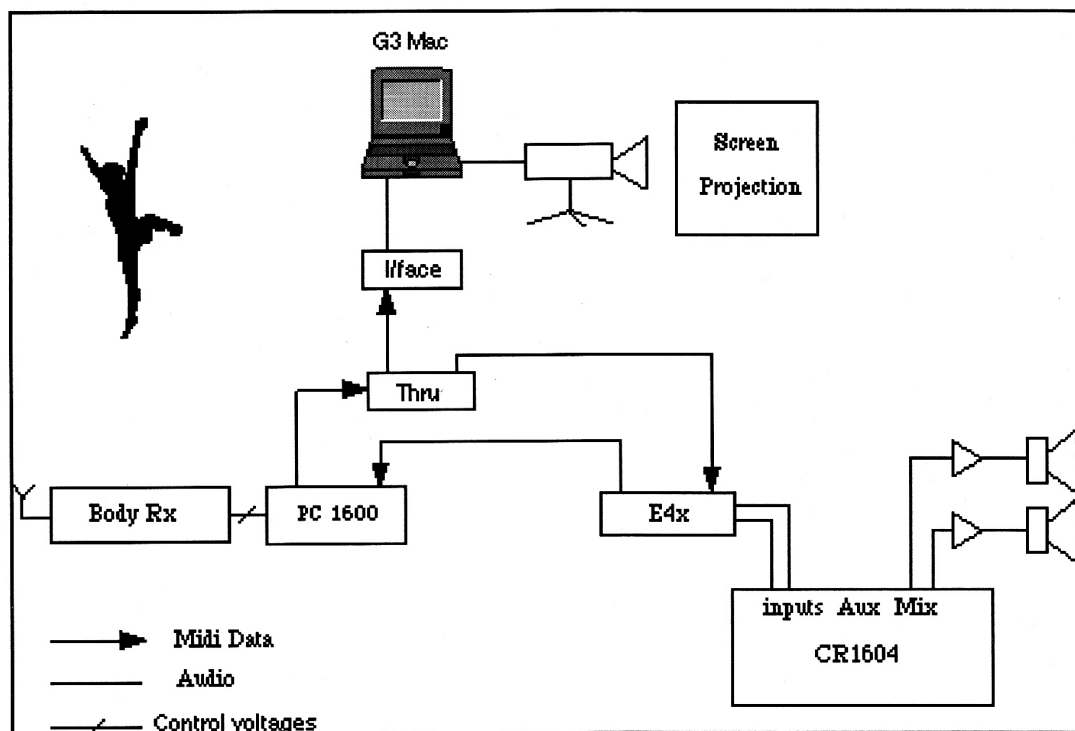 G3 Mac
Screen
Projection
I/face
Thru
Body Rx
PC 1600
E4x
inputs Aux Mix
CR1604
Midi Data
Audio
Control voltages